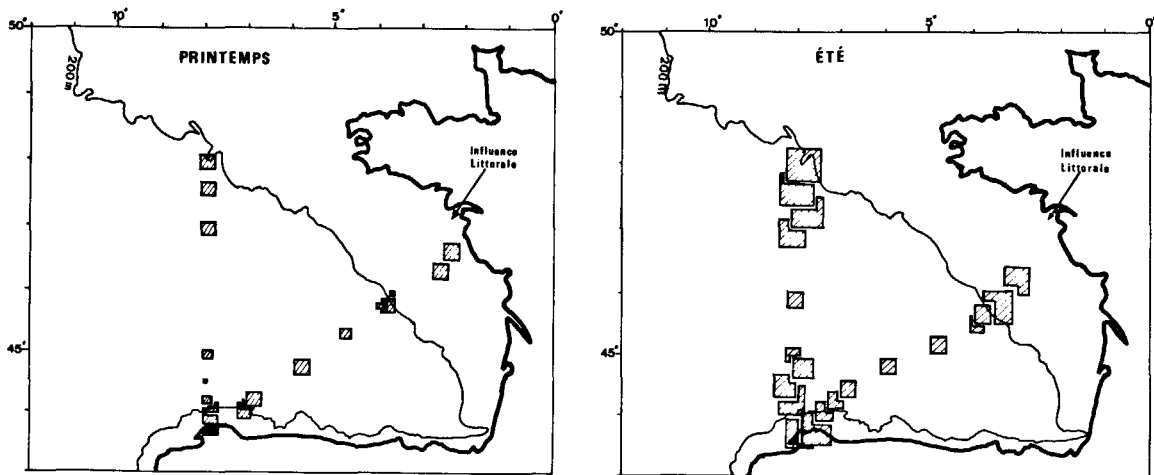 10° 5° 0°
50°
PRINTEMPS
200m
Influence
Littorale
45°
10° 5° 0°
50°
ÉTÉ
200m
Influence
Littorale
45°